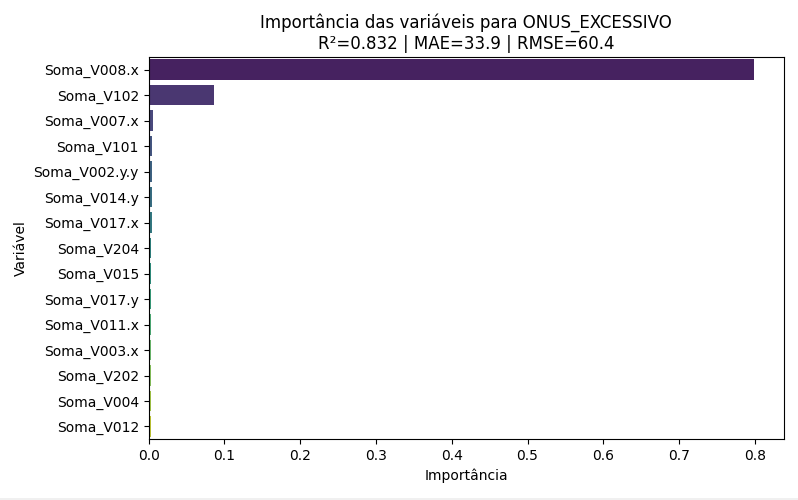 Importância das variáveis para ONUS_EXCESSIVO
R²=0.832 | MAE=33.9 | RMSE=60.4
Variável
Soma_V008.x
Soma_V102
Soma_V007.x
Soma_V101
Soma_V002.y.y
Soma_V014.y
Soma_V017.x
Soma_V204
Soma_V015
Soma_V017.y
Soma_V011.x
Soma_V003.x
Soma_V202
Soma_V004
Soma_V012
0.0 0.1 0.2 0.3 0.4 0.5 0.6 0.7 0.8
Importância